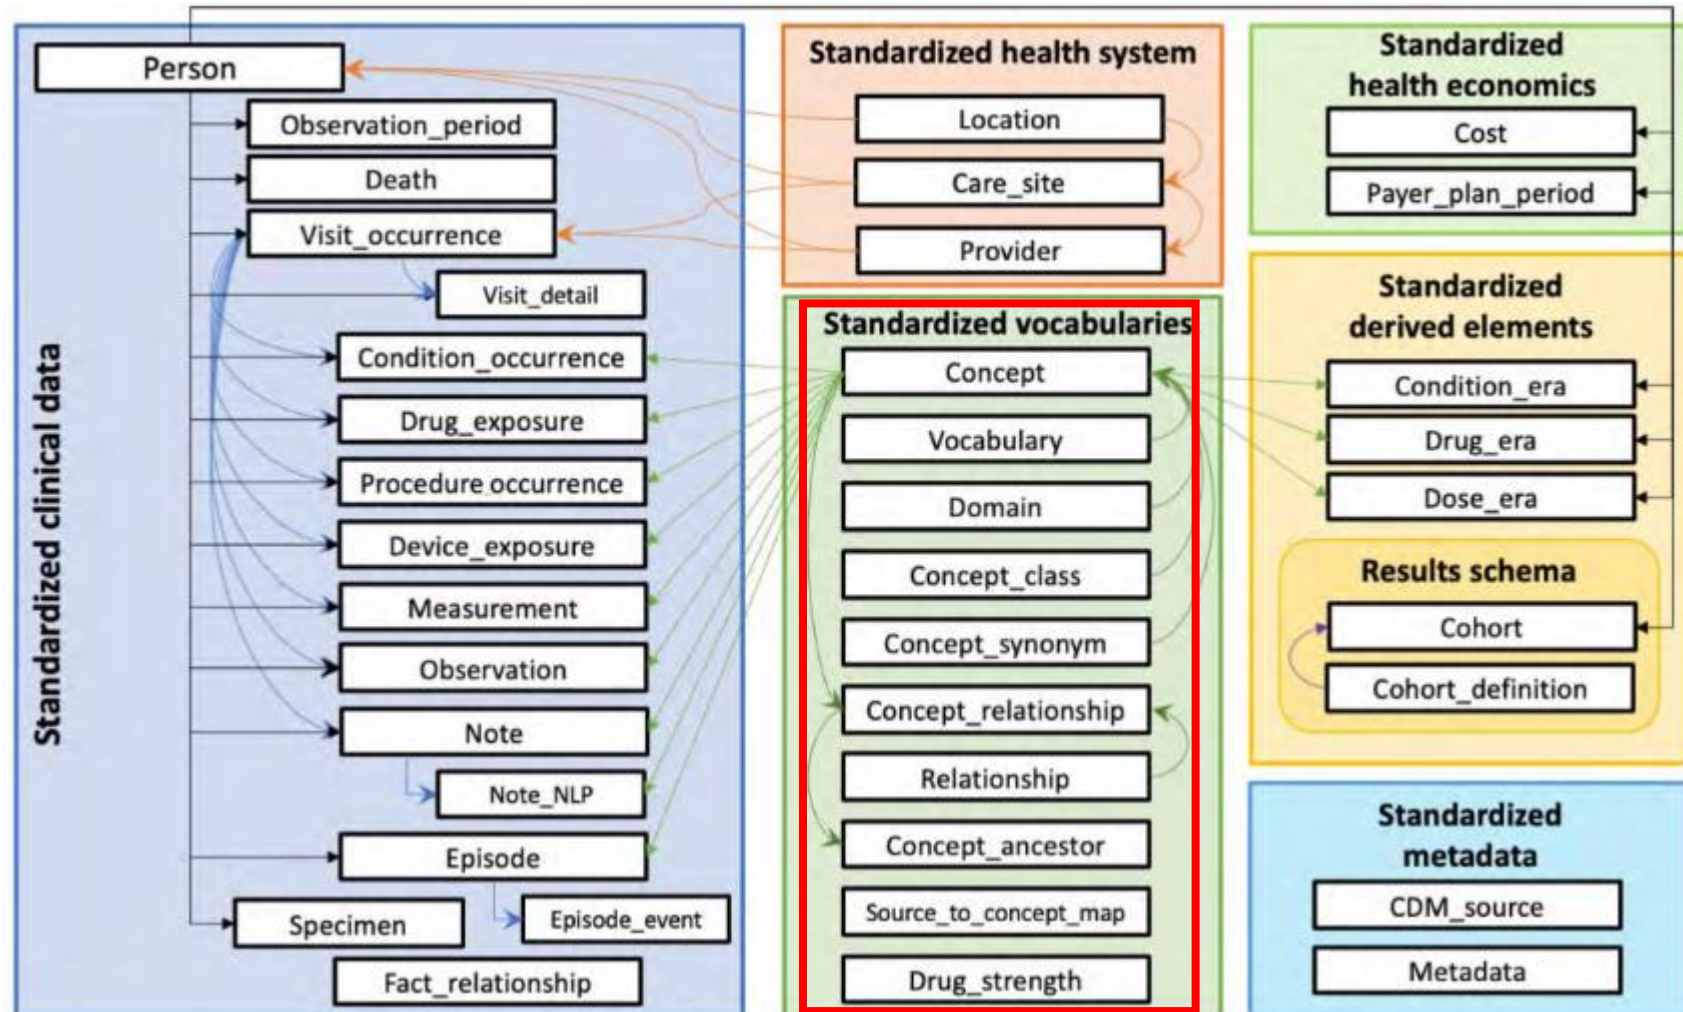 Standardized clinical data
Person
Observation_period
Death
Visit_occurrence
Visit_detail
Condition_occurrence
Drug_exposure
Procedure_occurrence
Device_exposure
Measurement
Observation
Note
Note_NLP
Episode
Specimen
Episode_event
Fact_relationship
Standardized health system
Location
Care_site
Provider
Standardized vocabularies
Concept
Vocabulary
Domain
Concept_class
Concept_synonym
Concept_relationship
Relationship
Concept_ancestor
Source_to_concept_map
Drug_strength
Standardized
health economics
Cost
Payer_plan_period
Standardized
derived elements
Condition_era
Drug_era
Dose_era
Results schema
Cohort
Cohort_definition
Standardized
metadata
CDM_source
Metadata